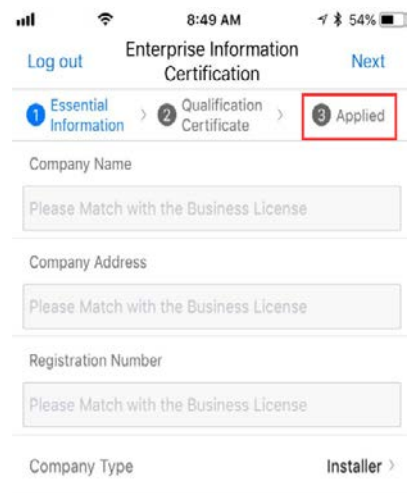 8:49 AM
54%
Log out
Enterprise Information
Certification
Next
1 Essential
Information
2 Qualification
Certificate
3 Applied
Company Name
Please Match with the Business License
Company Address
Please Match with the Business License
Registration Number
Please Match with the Business License
Company Type
Installer